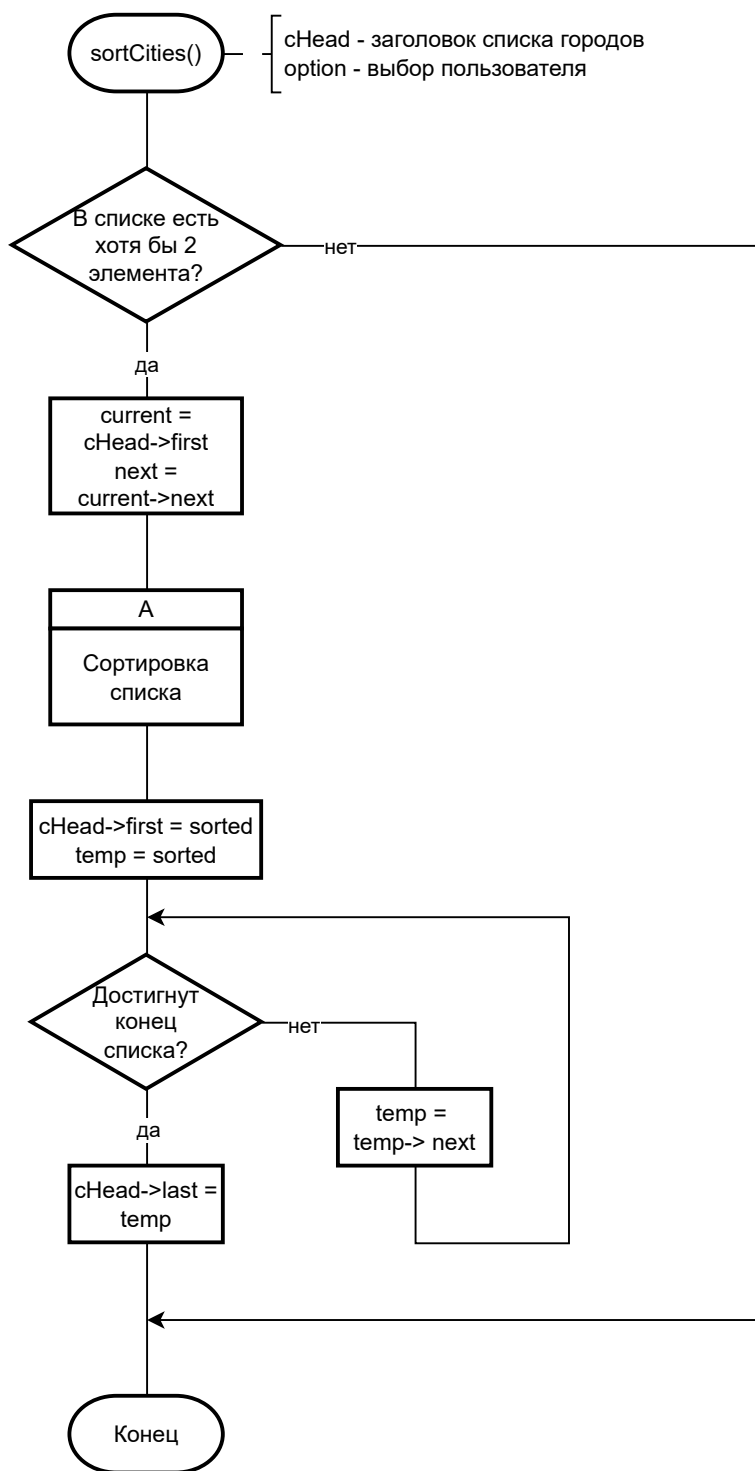 sortCities()
cHead - заголовок списка городов
option - выбор пользователя
В списке есть
хотя бы 2
элемента?
нет
да
current =
cHead->first
next =
current->next
A
Сортировка
списка
cHead->first = sorted
temp = sorted
Достигнут
конец
списка?
нет
temp =
temp-> next
да
cHead->last =
temp
Конец